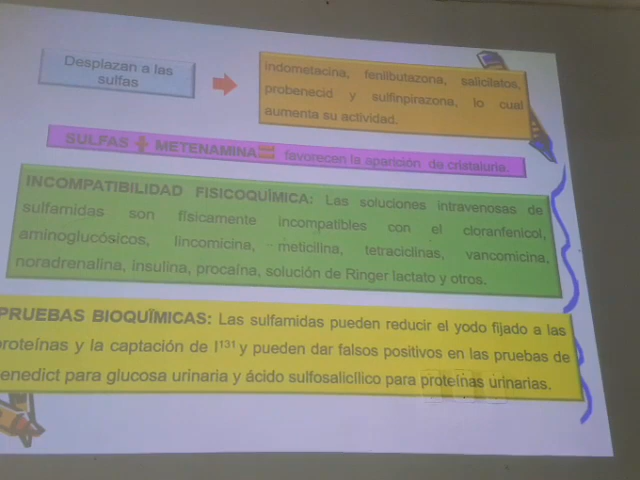 Desplazan a las
sulfas
indometacina, fenilbutazona, salicilatos,
probenecid y sulfinpirazona, lo cual
aumenta su actividad.
SULFAS + METENAMINA = favorecen la aparición de cristaluria.
INCOMPATIBILIDAD FISICOQUÍMICA: Las soluciones intravenosas de
sulfamidas son físicamente incompatibles con el cloranfenicol,
aminoglucósicos, lincomicina, meticilina, tetraciclinas, vancomicina,
noradrenalina, insulina, procaína, solución de Ringer lactato y otros.
PRUEBAS BIOQUÏMICAS: Las sulfamidas pueden reducir el yodo fijado a las
proteínas y la captación de I¹³¹ y pueden dar falsos positivos en las pruebas de
enedict para glucosa urinaria y ácido sulfosalicílico para proteínas urinarias.